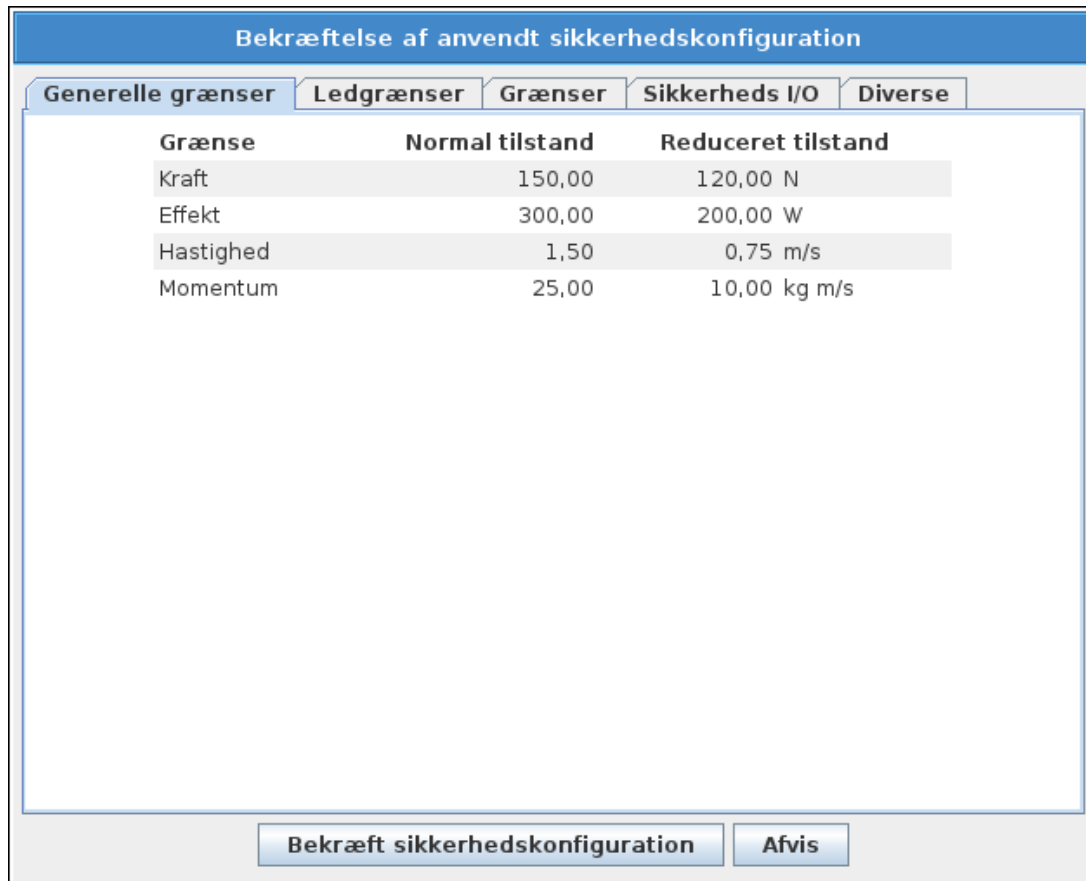 Bekræftelse af anvendt sikkerhedskonfiguration
Generelle grænser Ledgrænser Grænser Sikkerheds I/O Diverse
Grænse Normal tilstand Reduceret tilstand
Kraft 150,00 120,00 N
Effekt 300,00 200,00 W
Hastighed 1,50 0,75 m/s
Momentum 25,00 10,00 kg m/s
Bekræft sikkerhedskonfiguration Afvis